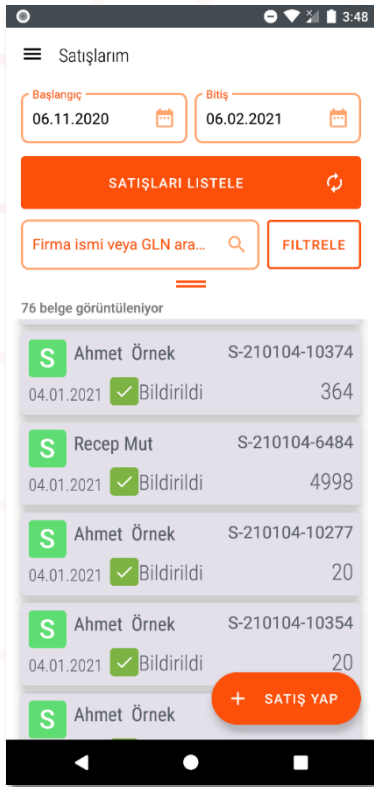 3:48
Satışlarım
Başlangıç
Bitiş
06.11.2020
06.02.2021
SATIŞLARI LISTELE
Firma ismi veya GLN ara...
FILTRELE
76 belge görüntüleniyor
S Ahmet Örnek S-210104-10374
04.01.2021 Bildirildi 364
S Recep Mut S-210104-6484
04.01.2021 Bildirildi 4998
S Ahmet Örnek S-210104-10277
04.01.2021 Bildirildi 20
S Ahmet Örnek S-210104-10354
04.01.2021 Bildirildi 20
S Ahmet Örnek
+ SATIŞ YAP